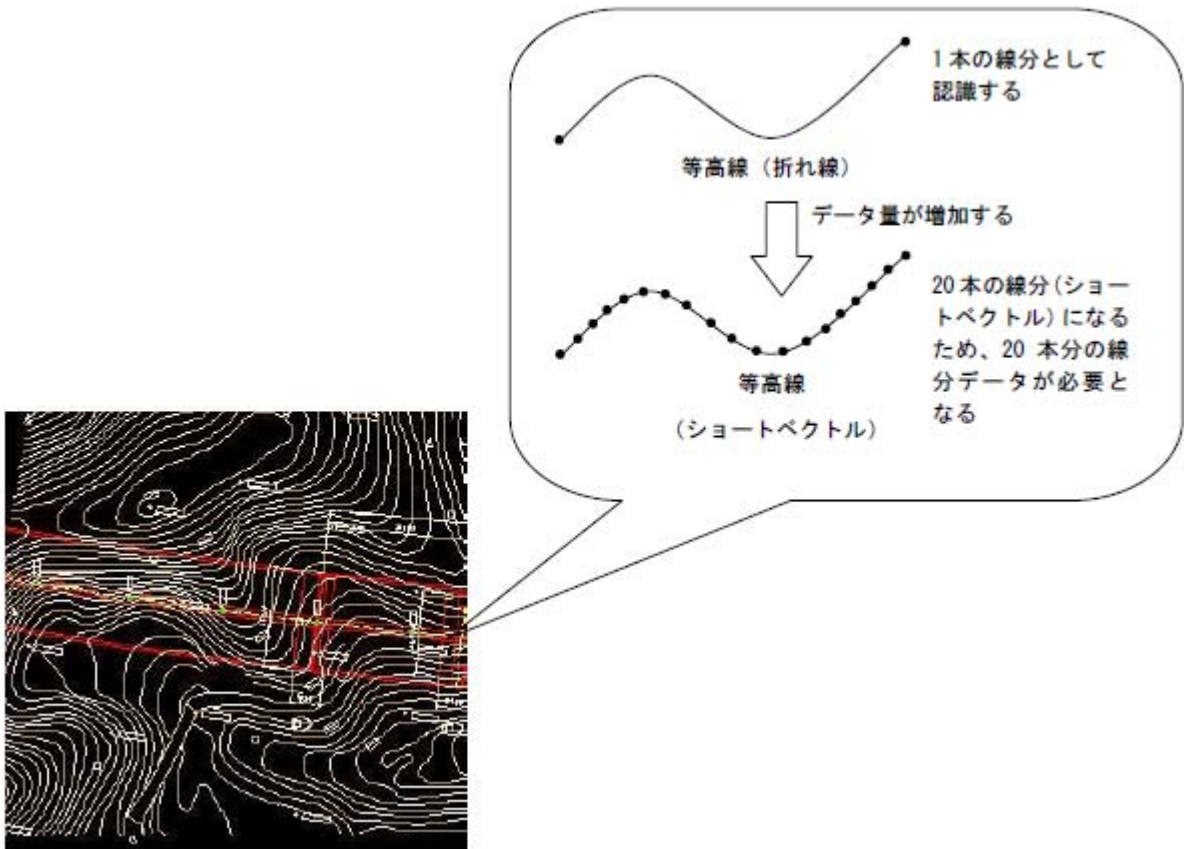 1本の線分として
認識する
等高線（折れ線）
データ量が増加する
20本の線分（ショー
トベクトル）になる
ため、20 本分の線
分データが必要と
なる
等高線
（ショートベクトル）